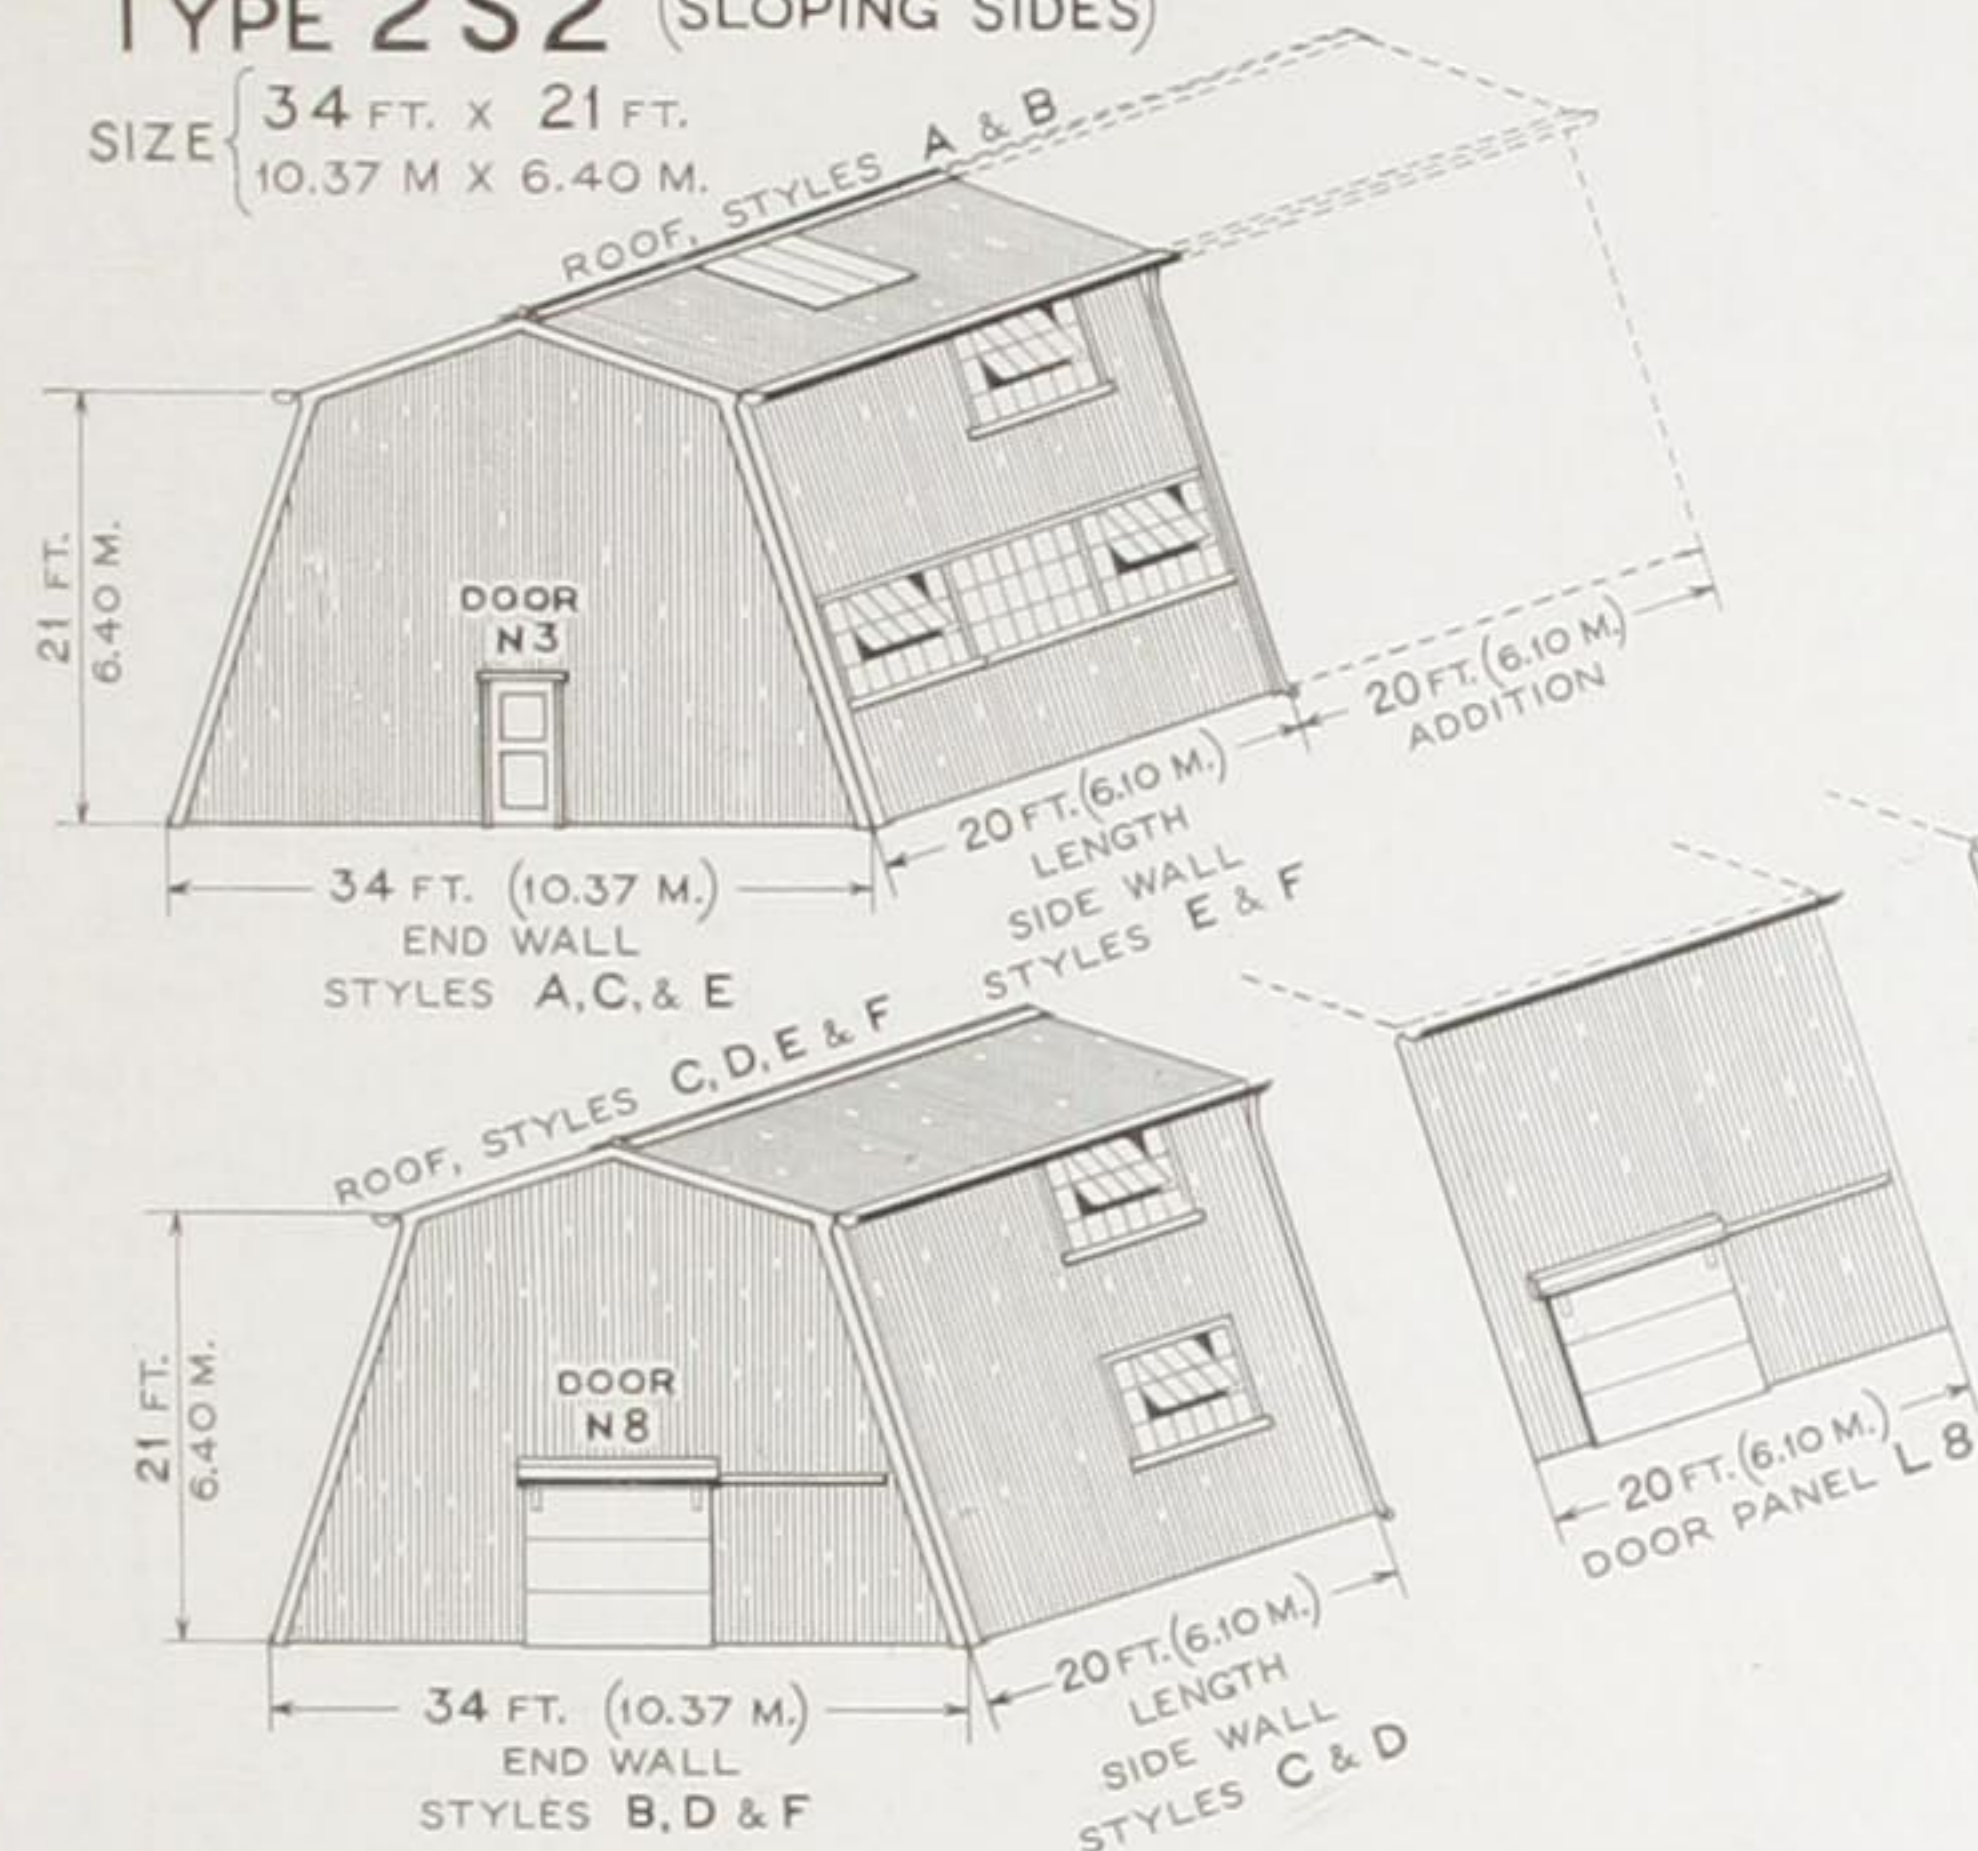 TYPE 2S2 (SLOPING SIDES)
SIZE { 34 FT. X 21 FT.
10.37 M X 6.40 M.
ROOF, STYLES A & B
21 FT.
6.40 M.
DOOR
N3
20 FT. (6.10 M.)
ADDITION
20 FT. (6.10 M.)
LENGTH
SIDE WALL
STYLES E & F
34 FT. (10.37 M.)
END WALL
STYLES A, C, & E
ROOF, STYLES C, D, E & F
21 FT.
6.40 M.
DOOR
N8
20 FT. (6.10 M.)
DOOR PANEL L8
20 FT. (6.10 M.)
LENGTH
SIDE WALL
STYLES C & D
34 FT. (10.37 M.)
END WALL
STYLES B, D & F